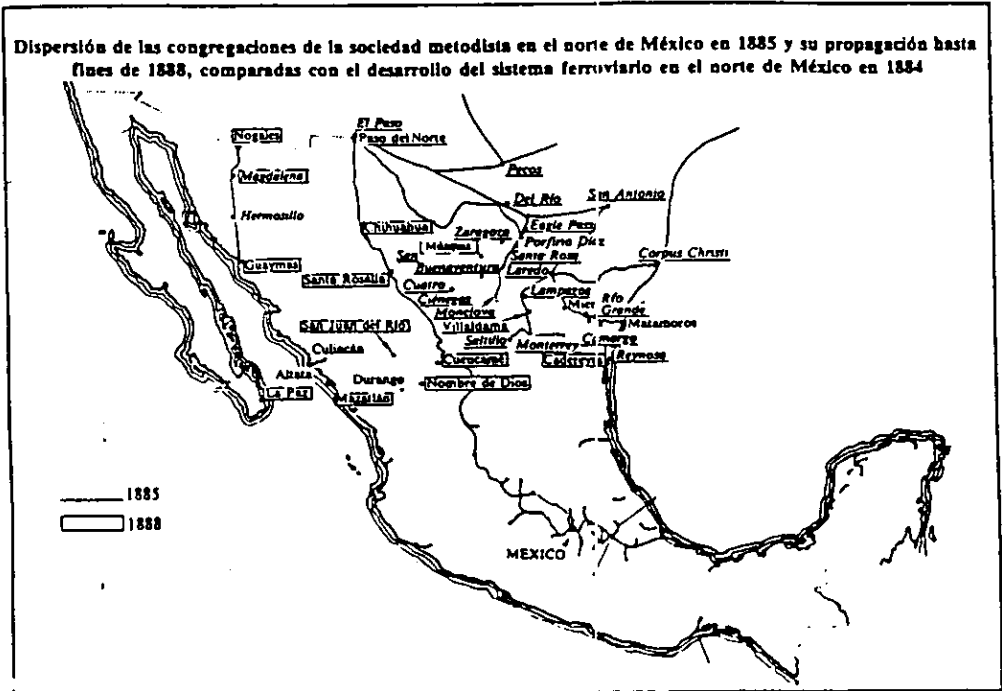 Dispersión de las congregaciones de la sociedad metodista en el norte de México en 1885 y su propagación hasta
fines de 1888, comparadas con el desarrollo del sistema ferroviario en el norte de México en 1884
El Paso
Paso del Norte
Nogales
Magdalena
Hermosillo
Guaymas
Pecos
Del Río
San Antonio
Chihuahua
Zaragoza
Eagle Pass
Porfirio Díaz
Múzquiz
Santa Rosa
San
Buenaventura
Laredo
Corpus Christi
Santa Rosalía
Cuatro
Ciénegas
Lampazos
Mier
Río
Grande
Monclova
Matamoros
Villaldama
San Juan del Río
Saltillo
Monterrey
Camargo
Culiacán
Cuencamé
Cadereyta
Reynosa
Altata
Durango
Nombre de Dios
La Paz
Mazatlán
1885
1888
MEXICO